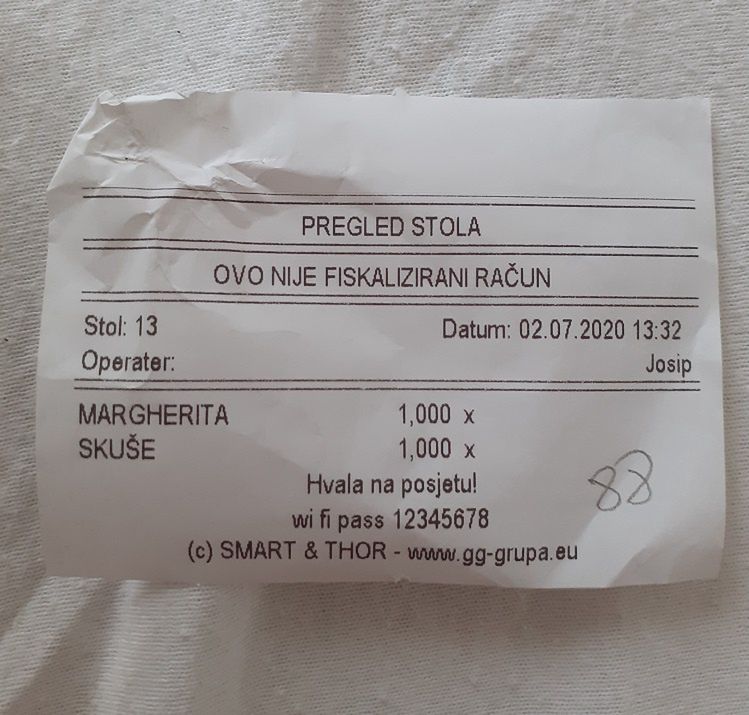 PREGLED STOLA
OVO NIJE FISKALIZIRANI RAČUN
Stol: 13 Datum: 02.07.2020 13:32
Operater: Josip
MARGHERITA 1,000 x
SKUŠE 1,000 x
Hvala na posjetu!
88
wi fi pass 12345678
(c) SMART & THOR - www.gg-grupa.eu